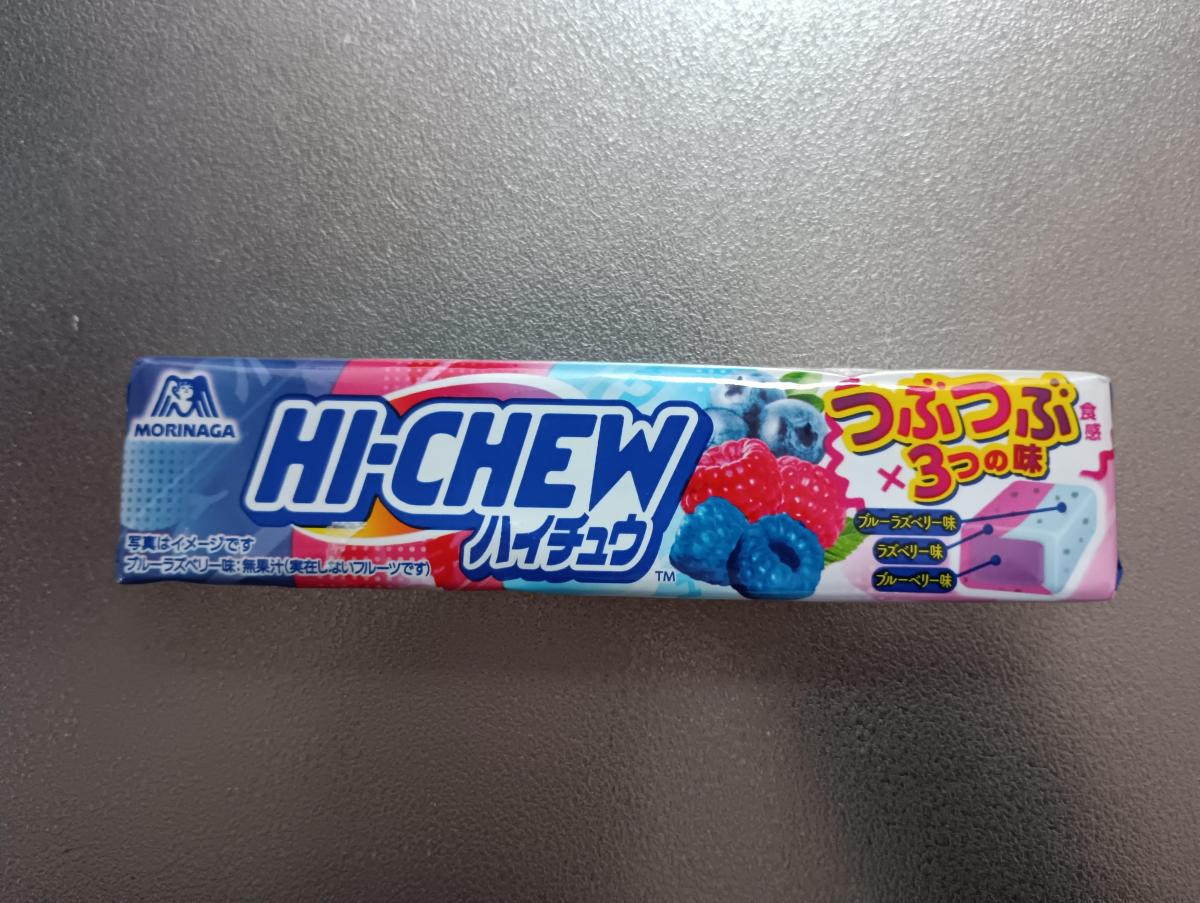 MORINAGA
HI-CHEW
ハイチュウ
TM
写真はイメージです
ブルーラズベリー味:無果汁(実在しないフルーツです)
つぶつぶ食感
×3つの味
ブルーラズベリー味
ラズベリー味
ブルーベリー味